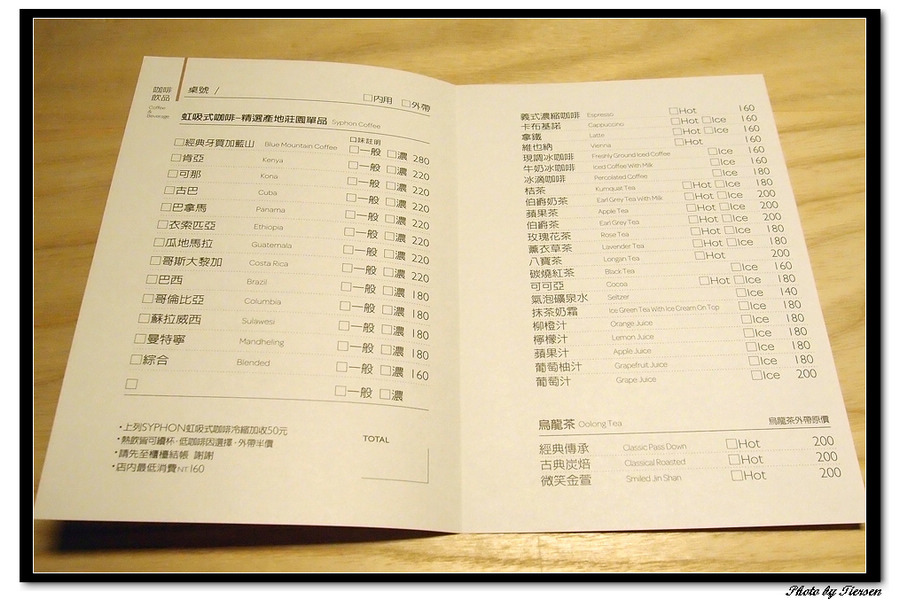 咖啡
飲品
Coffee
&
Beverage
桌號 /
□內用 □外帶
虹吸式咖啡-精選產地莊園單品 Syphon Coffee
口味註明
□經典牙買加藍山 Blue Mountain Coffee □一般 □濃 280
□肯亞 Kenya □一般 □濃 220
□可那 Kona □一般 □濃 220
□古巴 Cuba □一般 □濃 220
□巴拿馬 Panama □一般 □濃 220
□衣索匹亞 Ethiopia □一般 □濃 220
□瓜地馬拉 Guatemala □一般 □濃 220
□哥斯大黎加 Costa Rica □一般 □濃 220
□巴西 Brazil □一般 □濃 180
□哥倫比亞 Columbia □一般 □濃 180
□蘇拉威西 Sulawesi □一般 □濃 180
□曼特寧 Mandheling □一般 □濃 180
□綜合 Blended □一般 □濃 160
□ □一般 □濃
•上列SYPHON虹吸式咖啡冷縮加收50元
•熱飲皆可續杯,低咖啡因選擇,外帶半價
•請先至櫃檯結帳 謝謝
•店內最低消費NT.160
TOTAL
義式濃縮咖啡 Espresso □Hot 160
卡布基諾 Cappuccino □Hot □Ice 160
拿鐵 Latte □Hot □Ice 160
維也納 Vienna □Hot 160
現凋冰咖啡 Freshly Ground Iced Coffee □Ice 160
牛奶冰咖啡 Iced Coffee With Milk □Ice 160
冰滴咖啡 Percolated Coffee □Ice 180
桔茶 Kumquat Tea □Hot □Ice 180
伯爵奶茶 Earl Grey Tea With Milk □Hot □Ice 200
蘋果茶 Apple Tea □Hot □Ice 200
伯爵茶 Earl Grey Tea □Hot □Ice 200
玫瑰花茶 Rose Tea □Hot □Ice 180
薰衣草茶 Lavender Tea □Hot □Ice 180
八寶茶 Longan Tea □Hot 200
碳燒紅茶 Black Tea □Ice 160
可可亞 Cocoa □Hot □Ice 180
氣泡礦泉水 Seltzer □Ice 140
抹茶奶霜 Ice Green Tea With Ice Cream On Top □Ice 180
柳橙汁 Orange Juice □Ice 180
檸檬汁 Lemon Juice □Ice 180
蘋果汁 Apple Juice □Ice 180
葡萄柚汁 Grapefruit Juice □Ice 180
葡萄汁 Grape Juice □Ice 200
烏龍茶 Oolong Tea 烏龍茶外帶原價
經典傳承 Classic Pass Down □Hot 200
古典炭焙 Classical Roasted □Hot 200
微笑金萱 Smiled Jin Shan □Hot 200
Photo by Tiersen